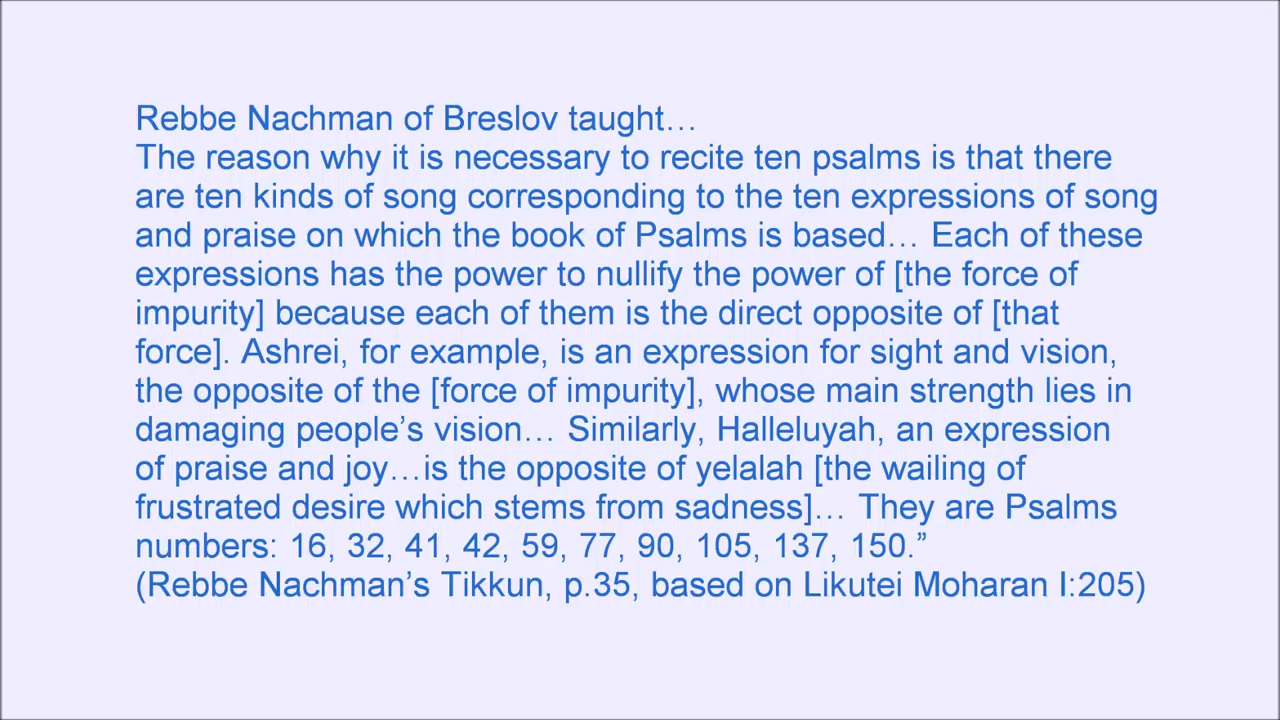 Rebbe Nachman of Breslov taught…
The reason why it is necessary to recite ten psalms is that there
are ten kinds of song corresponding to the ten expressions of song
and praise on which the book of Psalms is based… Each of these
expressions has the power to nullify the power of [the force of
impurity] because each of them is the direct opposite of [that
force]. Ashrei, for example, is an expression for sight and vision,
the opposite of the [force of impurity], whose main strength lies in
damaging people’s vision… Similarly, Halleluyah, an expression
of praise and joy…is the opposite of yelalah [the wailing of
frustrated desire which stems from sadness]… They are Psalms
numbers: 16, 32, 41, 42, 59, 77, 90, 105, 137, 150.”
(Rebbe Nachman’s Tikkun, p.35, based on Likutei Moharan I:205)